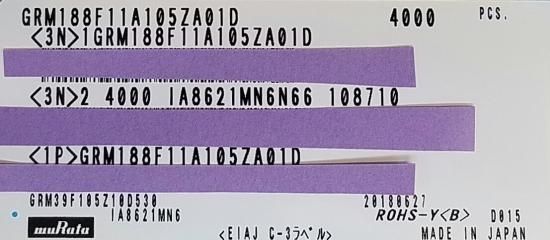 GRM188F11A105ZA01D 4000 PCS.
<3N>1GRM188F11A105ZA01D
<3N>2 4000 IA8621MN6N66 108710
<1P>GRM188F11A105ZA01D
GRM39F105Z10D530 20180627
IA8621MN6 ROHS-Y<B> D015
muRata <EIAJ C-3ラベル> MADE IN JAPAN